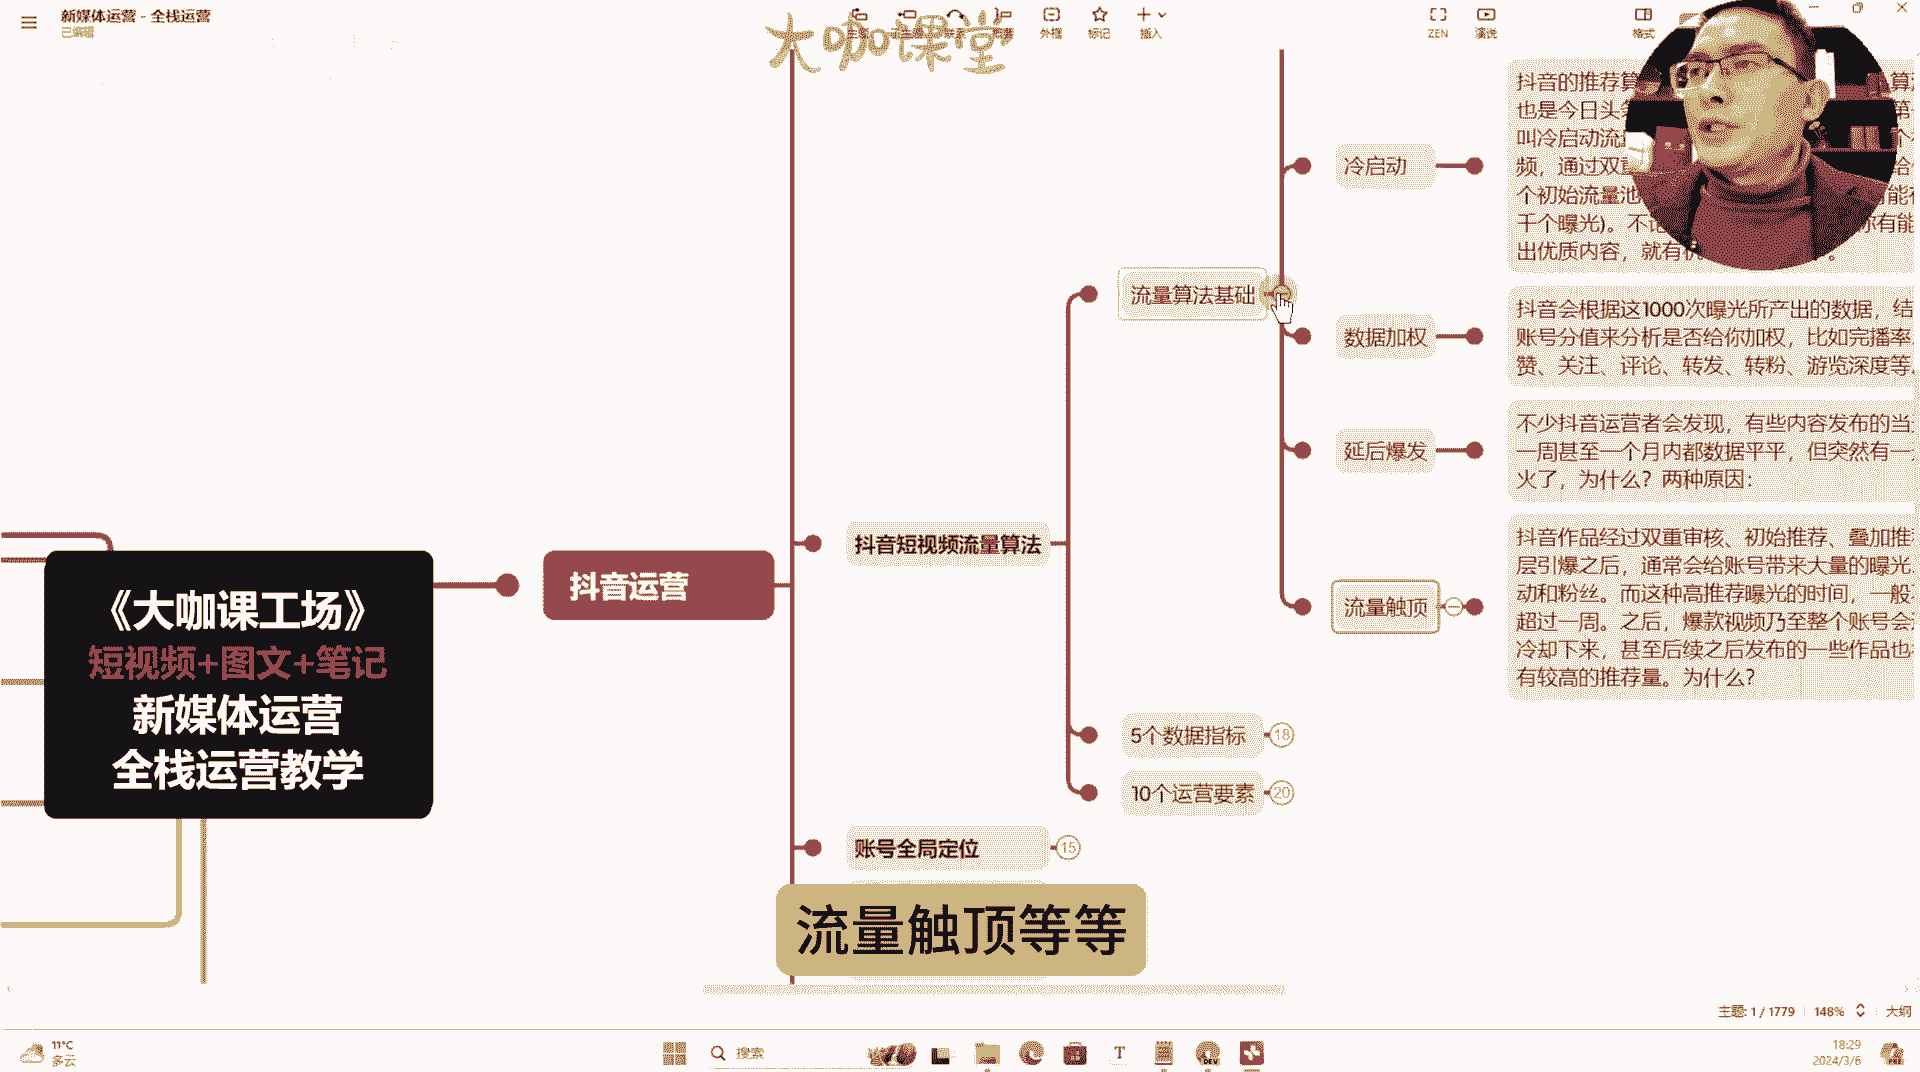 新媒体运营 - 全栈运营
已编辑
大咖课堂
外框
标记
插入
ZEN
演说
格式
抖音的推荐算
也是今日头
叫冷启动流
频，通过双重
个初始流量池
千个曝光)。不论
出优质内容，就有机
冷启动
流量算法基础
抖音会根据这1000次曝光所产出的数据，结
账号分值来分析是否给你加权，比如完播率
赞、关注、评论、转发、转粉、游览深度等
数据加权
不少抖音运营者会发现，有些内容发布的当
一周甚至一个月内都数据平平，但突然有一
火了，为什么？两种原因：
延后爆发
抖音作品经过双重审核、初始推荐、叠加推
层引爆之后，通常会给账号带来大量的曝光
动和粉丝。而这种高推荐曝光的时间，一般
超过一周。之后，爆款视频乃至整个账号会
冷却下来，甚至后续之后发布的一些作品也
有较高的推荐量。为什么？
流量触顶
抖音短视频流量算法
抖音运营
《大咖课工场》
短视频+图文+笔记
新媒体运营
全栈运营教学
5个数据指标
18
10个运营要素
20
账号全局定位
15
流量触顶等等
主题: 1 / 1779
148%
大纲
11°C
多云
搜索
18:29
2024/3/6